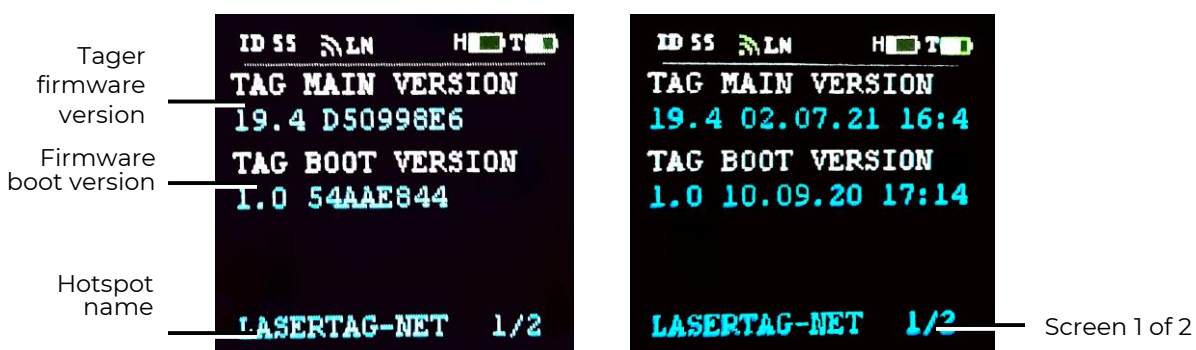 Tager
firmware
version
Firmware
boot version
Hotspot
name
ID 55 LN H T
TAG MAIN VERSION
19.4 D50998E6
TAG BOOT VERSION
1.0 54AAE844
LASERTAG-NET 1/2
ID 55 LN H T
TAG MAIN VERSION
19.4 02.07.21 16:4
TAG BOOT VERSION
1.0 10.09.20 17:14
LASERTAG-NET 1/2
Screen 1 of 2